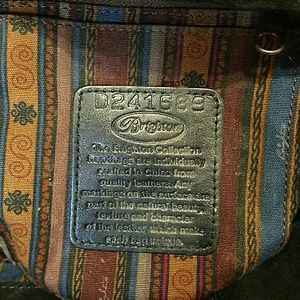 D241688
Brighton
The Brighton Collection
handbags are individually
crafted in China from
quality leathers. Any
markings on the surface are
part of the natural beauty,
texture and character
of the leather, which make
each bag unique.